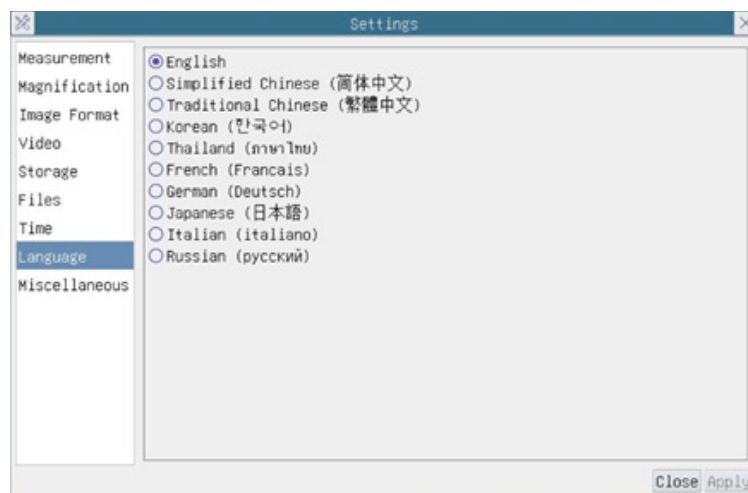 Settings
Measurement
Magnification
Image Format
Video
Storage
Files
Time
Language
Miscellaneous
English
Simplified Chinese (简体中文)
Traditional Chinese (繁體中文)
Korean (한국어)
Thailand (ภาษาไทย)
French (Francais)
German (Deutsch)
Japanese (日本語)
Italian (italiano)
Russian (русский)
Close Apply